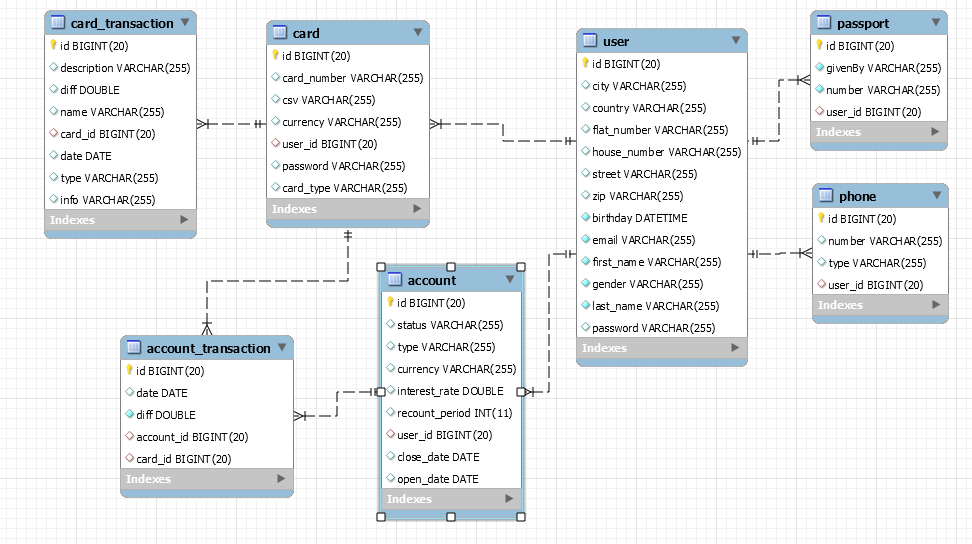 card_transaction
id BIGINT(20)
description VARCHAR(255)
diff DOUBLE
name VARCHAR(255)
card_id BIGINT(20)
date DATE
type VARCHAR(255)
info VARCHAR(255)
Indexes
card
id BIGINT(20)
card_number VARCHAR(255)
csv VARCHAR(255)
currency VARCHAR(255)
user_id BIGINT(20)
password VARCHAR(255)
card_type VARCHAR(255)
Indexes
user
id BIGINT(20)
city VARCHAR(255)
country VARCHAR(255)
flat_number VARCHAR(255)
house_number VARCHAR(255)
street VARCHAR(255)
zip VARCHAR(255)
birthday DATETIME
email VARCHAR(255)
first_name VARCHAR(255)
gender VARCHAR(255)
last_name VARCHAR(255)
password VARCHAR(255)
Indexes
passport
id BIGINT(20)
givenBy VARCHAR(255)
number VARCHAR(255)
user_id BIGINT(20)
Indexes
phone
id BIGINT(20)
number VARCHAR(255)
type VARCHAR(255)
user_id BIGINT(20)
Indexes
account_transaction
id BIGINT(20)
date DATE
diff DOUBLE
account_id BIGINT(20)
card_id BIGINT(20)
Indexes
account
id BIGINT(20)
status VARCHAR(255)
type VARCHAR(255)
currency VARCHAR(255)
interest_rate DOUBLE
recount_period INT(11)
user_id BIGINT(20)
close_date DATE
open_date DATE
Indexes